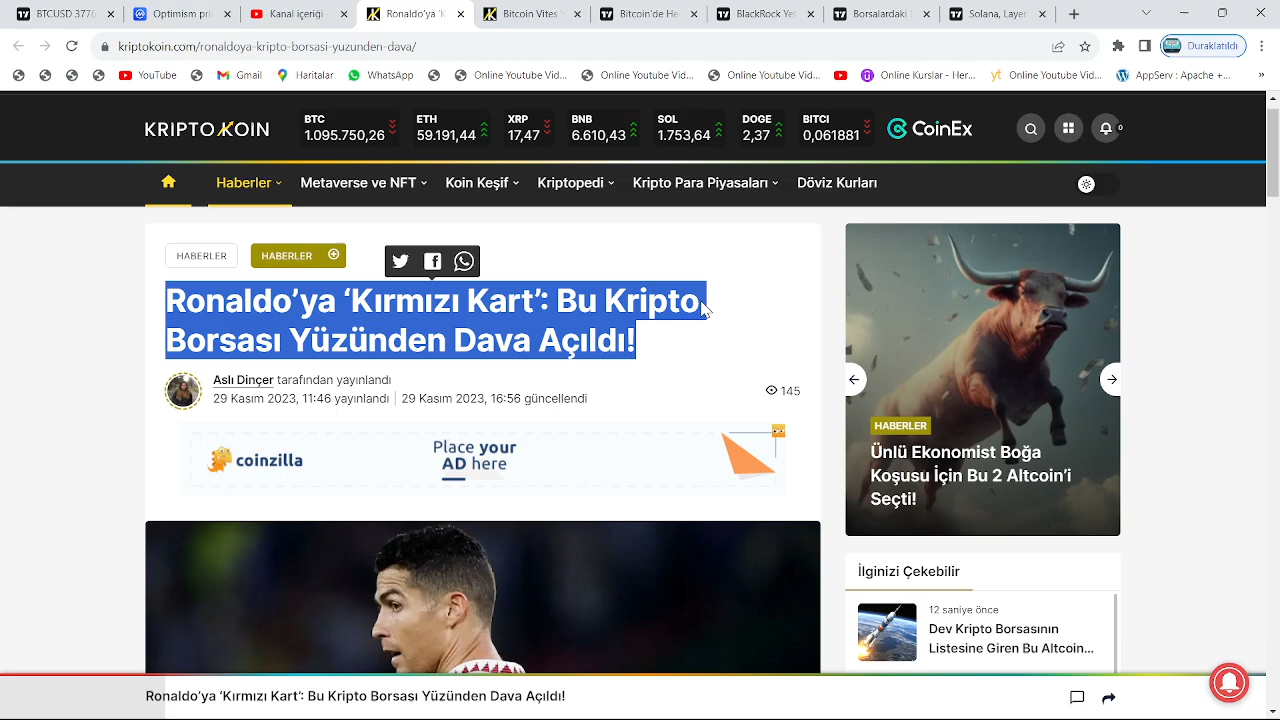 BTCUSD 3776
Optimism pri
Kanal içeriği
Ronaldo'ya 'K
Bitcoin Vites Y
Bitcoin'de He
BlackRock Ye
Borsalardaki
Solana, Layer
kriptokoin.com/ronaldoya-kripto-borsasi-yuzunden-dava/
Duraklatıldı
YouTube
Gmail
Haritalar
WhatsApp
Online Youtube Vid...
Online Youtube Vid...
Online Youtube Vid...
Online Kurslar - Her...
yt Online Youtube Vid...
AppServ : Apache +...
»
KRIPTOKOIN
BTC
1.095.750,26
ETH
59.191,44
XRP
17,47
BNB
6.610,43
SOL
1.753,64
DOGE
2,37
BITCI
0,061881
CoinEx
0
Haberler
Metaverse ve NFT
Koin Keşif
Kriptopedi
Kripto Para Piyasaları
Döviz Kurları
HABERLER
HABERLER
Ronaldo'ya 'Kırmızı Kart': Bu Kripto
Borsası Yüzünden Dava Açıldı!
Aslı Dinçer tarafından yayınlandı
29 Kasım 2023, 11:46 yayınlandı | 29 Kasım 2023, 16:56 güncellendi
145
coinzilla
Place your
AD here
HABERLER
Ünlü Ekonomist Boğa
Koşusu İçin Bu 2 Altcoin'i
Seçti!
İlginizi Çekebilir
12 saniye önce
Dev Kripto Borsasının
Listesine Giren Bu Altcoin...
Ronaldo'ya 'Kırmızı Kart': Bu Kripto Borsası Yüzünden Dava Açıldı!